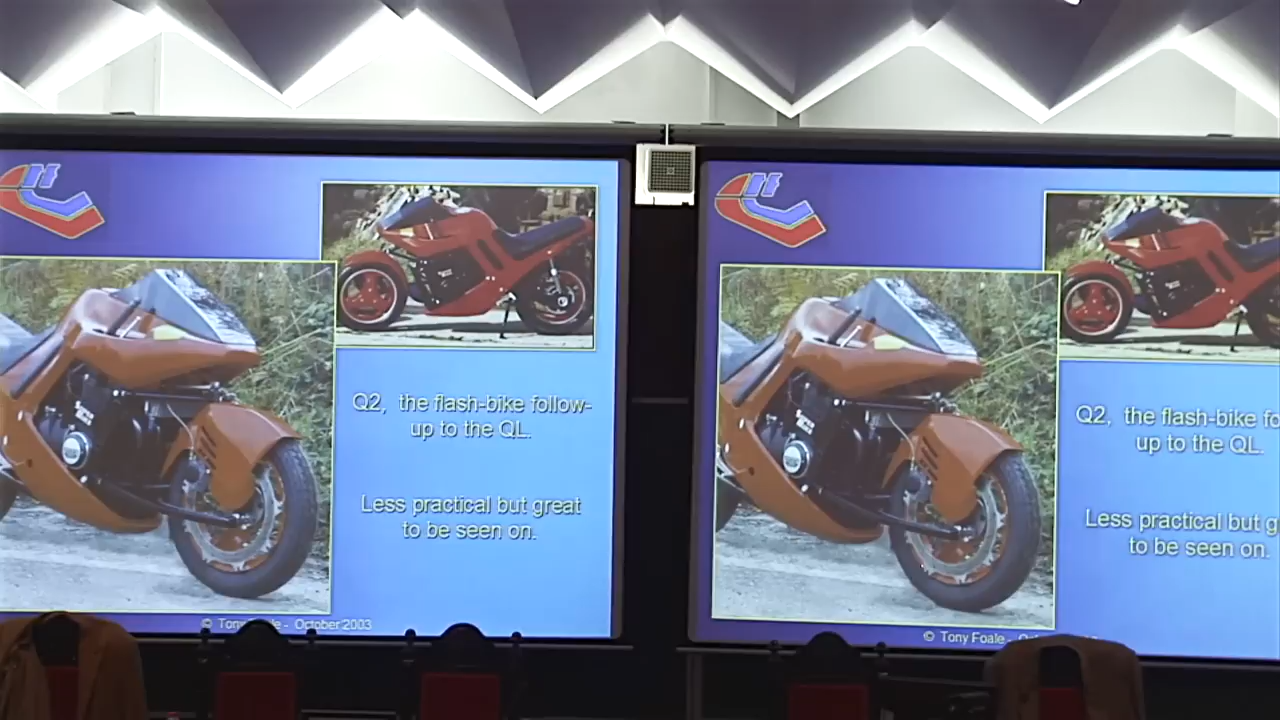 Q2, the flash-bike follow-
up to the QL.
Less practical but great
to be seen on.
© Tony Foale - October 2003
Q2, the flash-bike fo
up to the QL.
Less practical but g
to be seen on.
© Tony Foale -